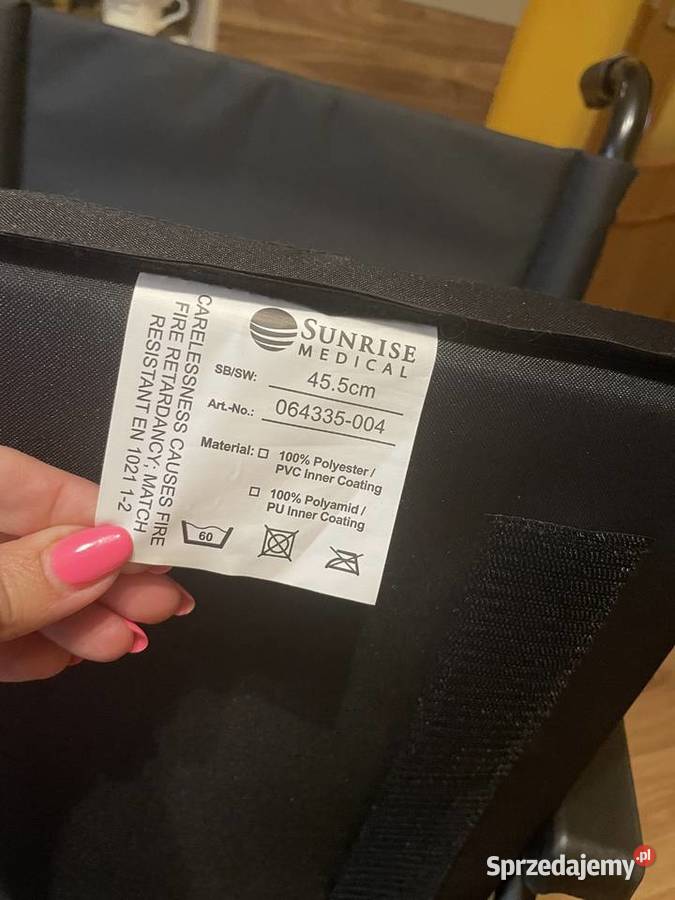 SUNRISE
MEDICAL
SB/SW: 45.5cm
Art.-No.: 064335-004
Material: 100% Polyester /
PVC Inner Coating
100% Polyamid /
PU Inner Coating
60
CARELESSNESS CAUSES FIRE
FIRE RETARDANCY; MATCH
RESISTANT EN 1021 1-2
Sprzedajemy.pl